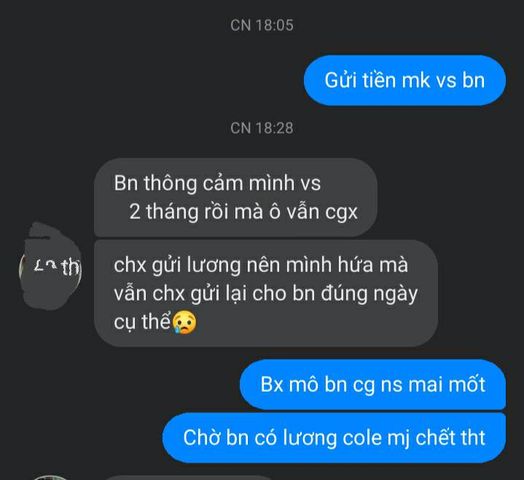 CN 18:05
Gửi tiền mk vs bn
CN 18:28
Bn thông cảm mình vs
2 tháng rồi mà ô vẫn cgx
chx gửi lương nên mình hứa mà
vẫn chx gửi lại cho bn đúng ngày
cụ thể😢
Bx mô bn cg ns mai mốt
Chờ bn có lương cole mj chết tht